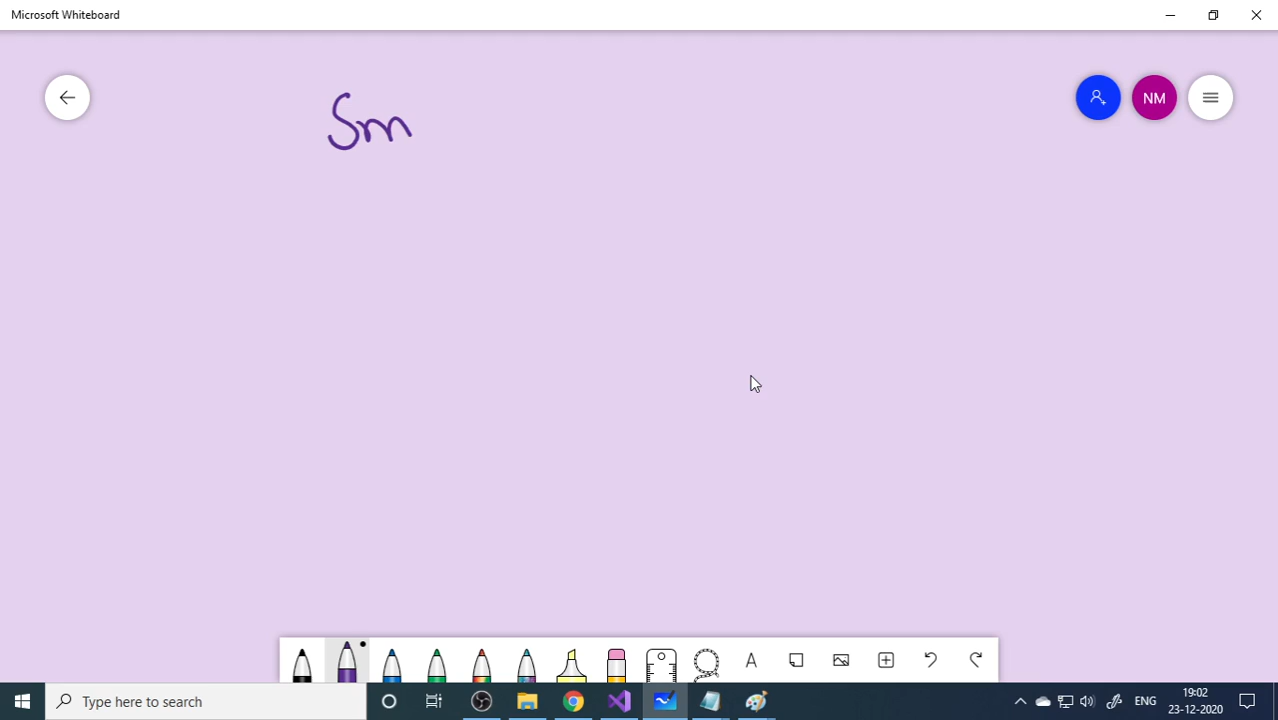 Microsoft Whiteboard
Sm
NM
A
Type here to search
ENG
19:02
23-12-2020